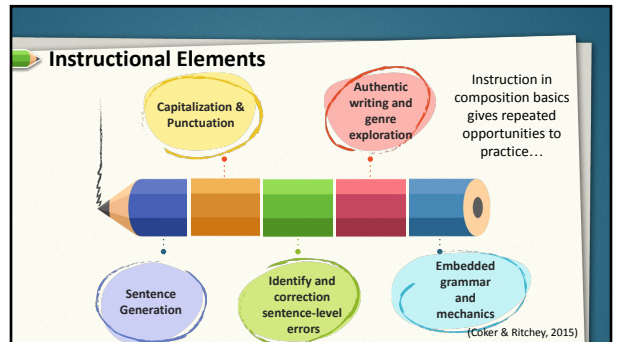 Instructional Elements
Capitalization &
Punctuation
Authentic
writing and
genre
exploration
Instruction in
composition basics
gives repeated
opportunities to
practice…
Sentence
Generation
Identify and
correction
sentence-level
errors
Embedded
grammar
and
mechanics
(Coker & Ritchey, 2015)